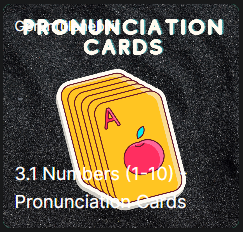 PRONUNCIATION
CARDS
A
3.1 Numbers (1-10) -
Pronunciation Cards